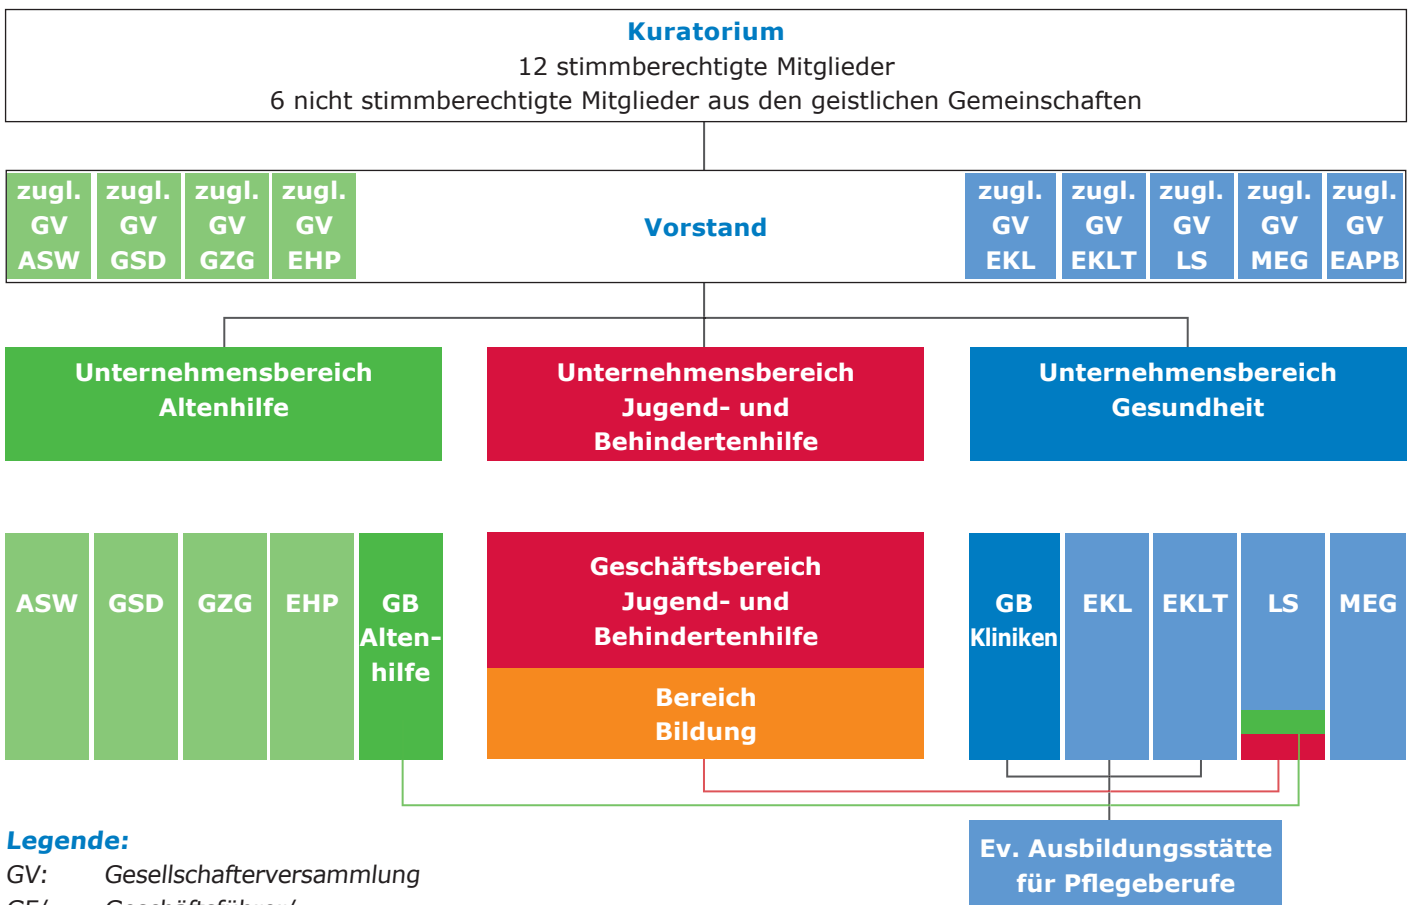 Kuratorium
12 stimmberechtigte Mitglieder
6 nicht stimmberechtigte Mitglieder aus den geistlichen Gemeinschaften
zugl. GV ASW
zugl. GV GSD
zugl. GV GZG
zugl. GV EHP
Vorstand
zugl. GV EKL
zugl. GV EKLT
zugl. GV LS
zugl. GV MEG
zugl. GV EAPB
Unternehmensbereich
Altenhilfe
Unternehmensbereich
Jugend- und
Behindertenhilfe
Unternehmensbereich
Gesundheit
ASW
GSD
GZG
EHP
GB
Alten-
hilfe
Geschäftsbereich
Jugend- und
Behindertenhilfe
Bereich
Bildung
GB
Kliniken
EKL
EKLT
LS
MEG
Ev. Ausbildungsstätte
für Pflegeberufe
Legende:
GV: Gesellschafterversammlung